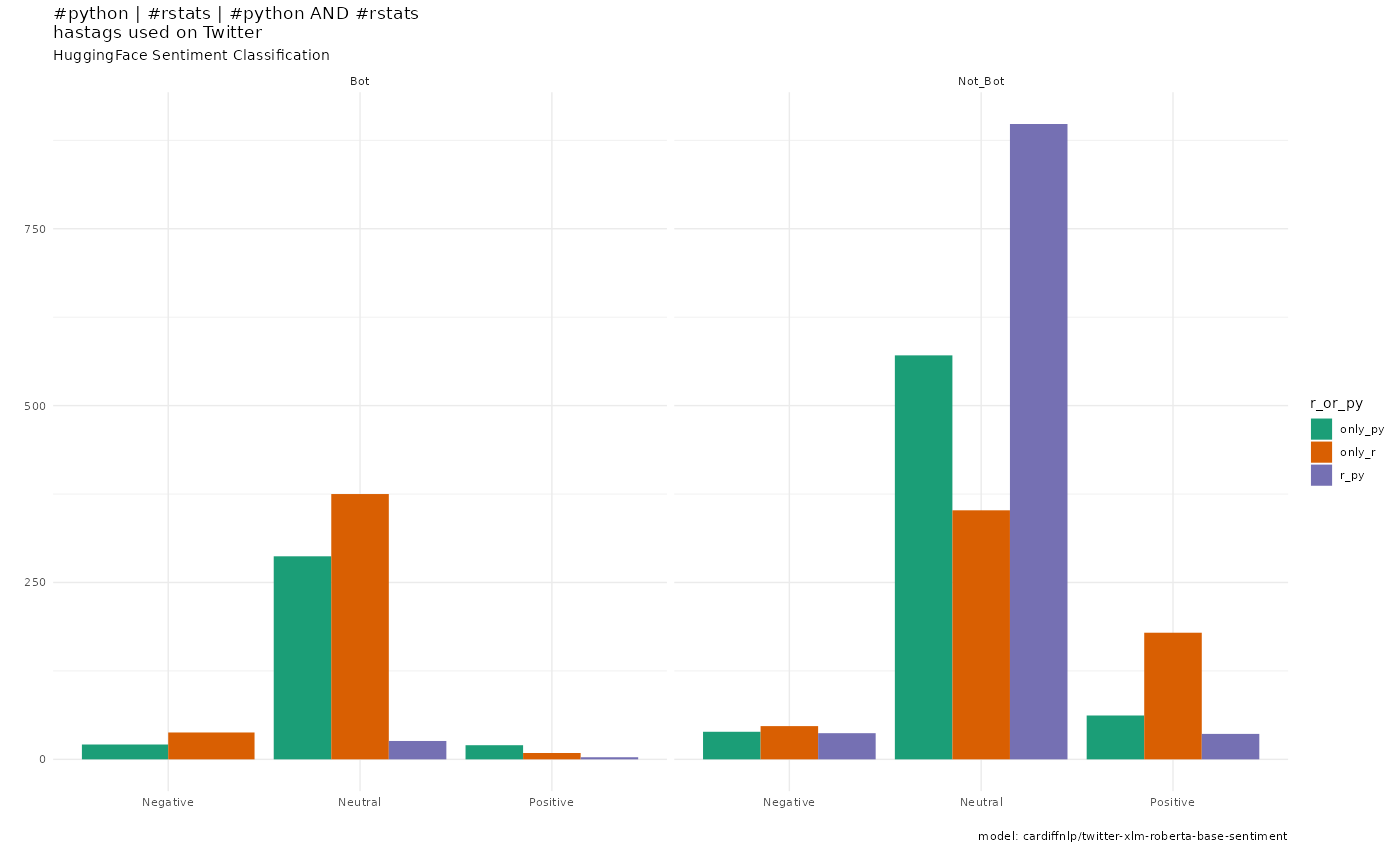 #python | #rstats | #python AND #rstats
hastags used on Twitter
HuggingFace Sentiment Classification
Bot
Not_Bot
750
500
250
0
Negative
Neutral
Positive
Negative
Neutral
Positive
r_or_py
only_py
only_r
r_py
model: cardiffnlp/twitter-xlm-roberta-base-sentiment